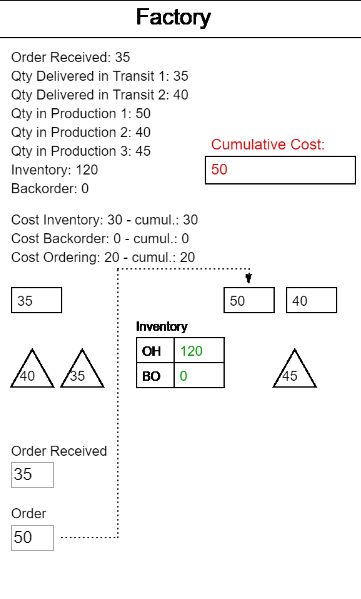 Factory
Order Received: 35
Qty Delivered in Transit 1: 35
Qty Delivered in Transit 2: 40
Qty in Production 1: 50
Qty in Production 2: 40
Qty in Production 3: 45
Inventory: 120
Backorder: 0
Cumulative Cost:
50
Cost Inventory: 30 - cumul.: 30
Cost Backorder: 0 - cumul.: 0
Cost Ordering: 20 - cumul.: 20
35
50 40
Inventory
OH 120
BO 0
40 35
45
Order Received
35
Order
50